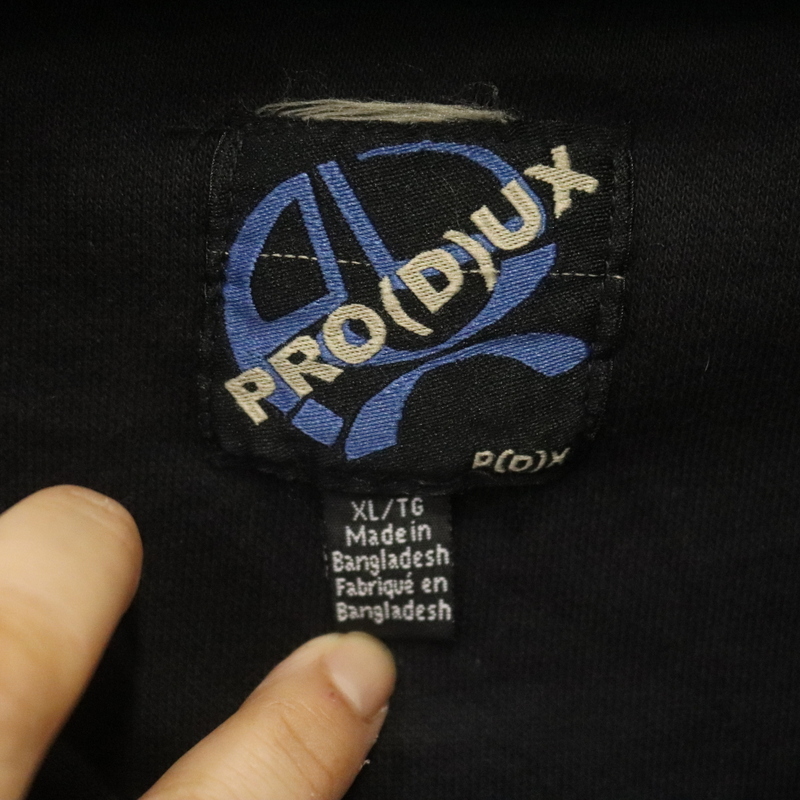 PRO(D)UX
P(D)X
XL/TG
Made in
Bangladesh
Fabriqué en
Bangladesh